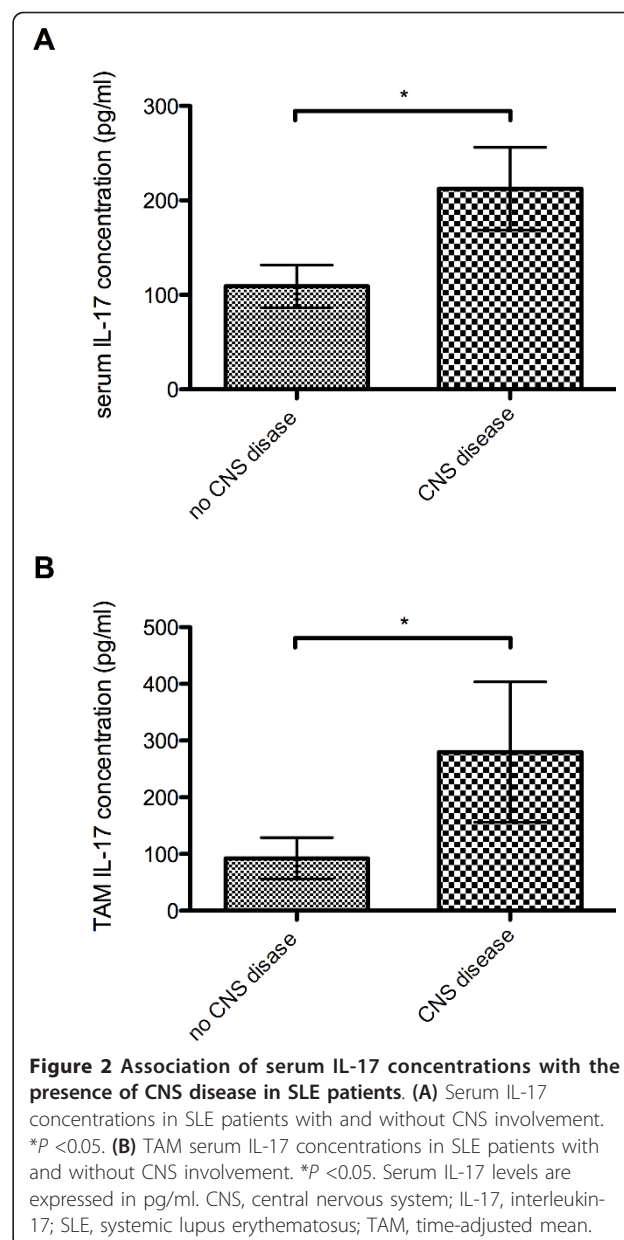 A
*
300
200
100
0
serum IL-17 concentration (pg/ml)
no CNS disase
CNS disease
B
*
500
400
300
200
100
0
TAM IL-17 concentration (pg/ml)
no CNS disase
CNS disease
Figure 2 Association of serum IL-17 concentrations with the
presence of CNS disease in SLE patients. (A) Serum IL-17
concentrations in SLE patients with and without CNS involvement.
*P <0.05. (B) TAM serum IL-17 concentrations in SLE patients with
and without CNS involvement. *P <0.05. Serum IL-17 levels are
expressed in pg/ml. CNS, central nervous system; IL-17, interleukin-
17; SLE, systemic lupus erythematosus; TAM, time-adjusted mean.